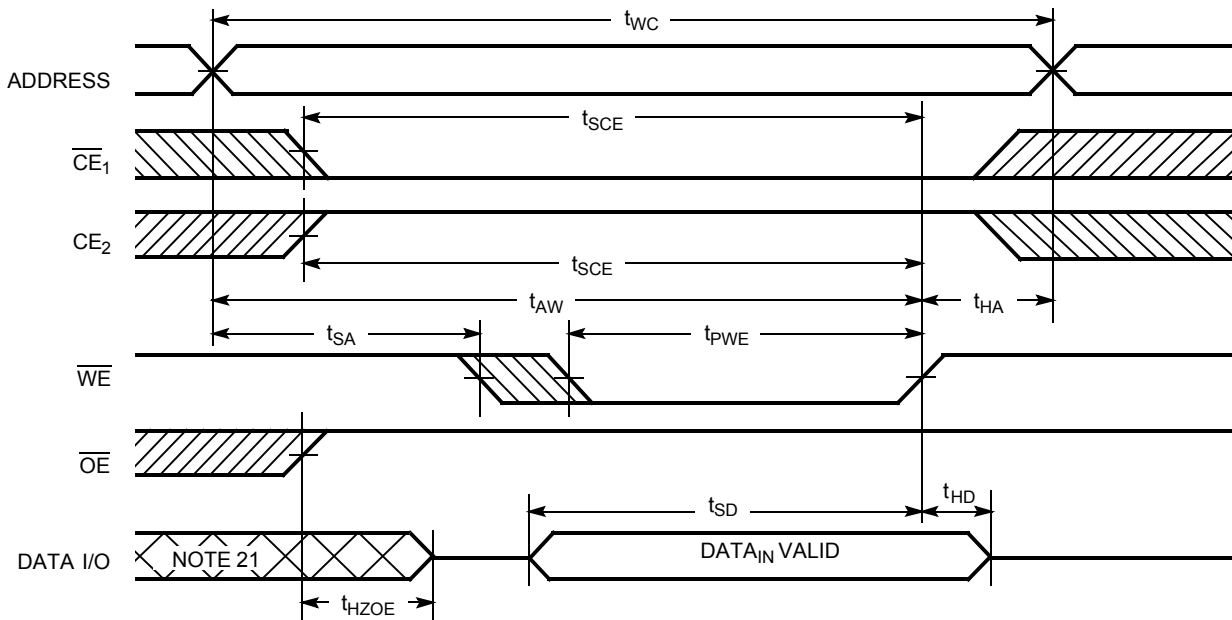 tWC
ADDRESS
tSCE
CE1
CE2
tSCE
tAW
tHA
tSA
tPWE
WE
OE
tSD
tHD
DATA I/O
NOTE 21
DATAIN VALID
tHZOE